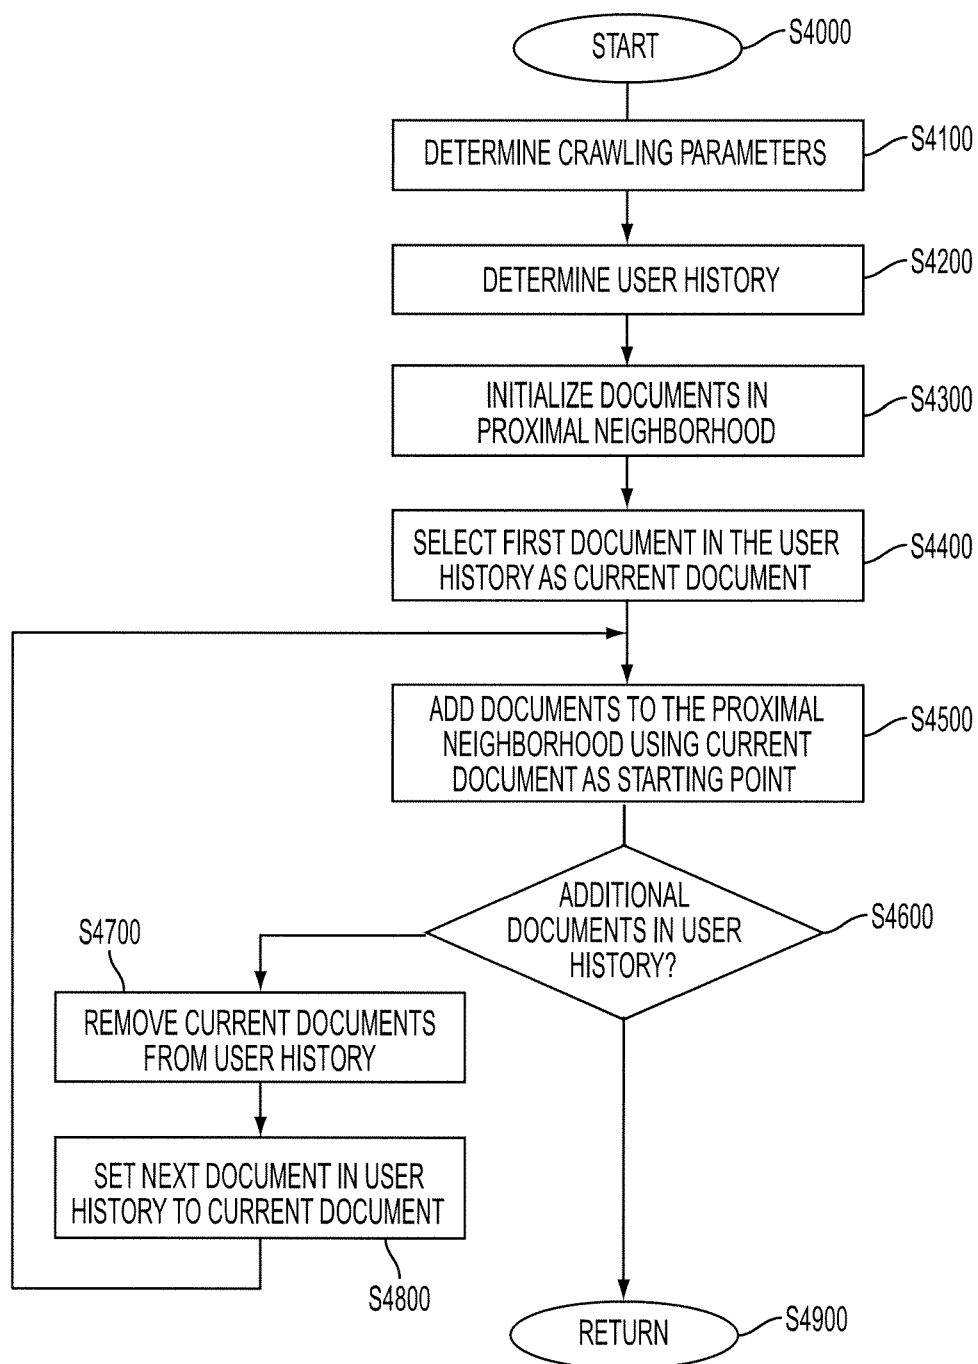 START
S4000
DETERMINE CRAWLING PARAMETERS
S4100
DETERMINE USER HISTORY
S4200
INITIALIZE DOCUMENTS IN
PROXIMAL NEIGHBORHOOD
S4300
SELECT FIRST DOCUMENT IN THE USER
HISTORY AS CURRENT DOCUMENT
S4400
ADD DOCUMENTS TO THE PROXIMAL
NEIGHBORHOOD USING CURRENT
DOCUMENT AS STARTING POINT
S4500
ADDITIONAL
DOCUMENTS IN USER
HISTORY?
S4600
S4700
REMOVE CURRENT DOCUMENTS
FROM USER HISTORY
SET NEXT DOCUMENT IN USER
HISTORY TO CURRENT DOCUMENT
S4800
RETURN
S4900